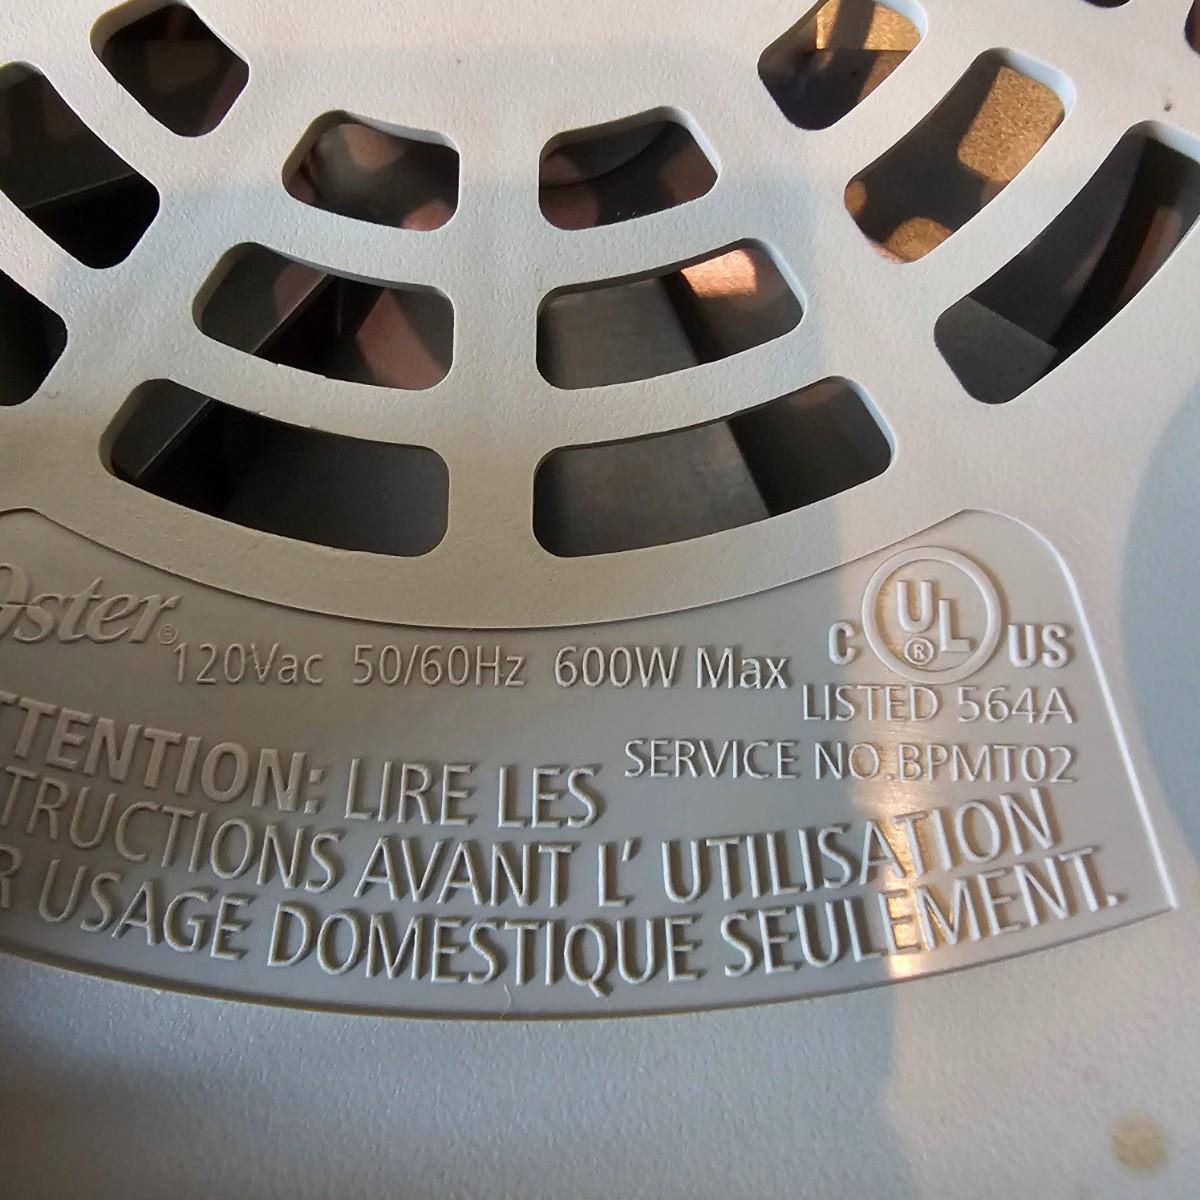 Oster®
120Vac 50/60Hz 600W Max
C UL® US
LISTED 564A
SERVICE NO.BPMT02
TTENTION: LIRE LES
TRUCTIONS AVANT L' UTILISATION
R USAGE DOMESTIQUE SEULEMENT.